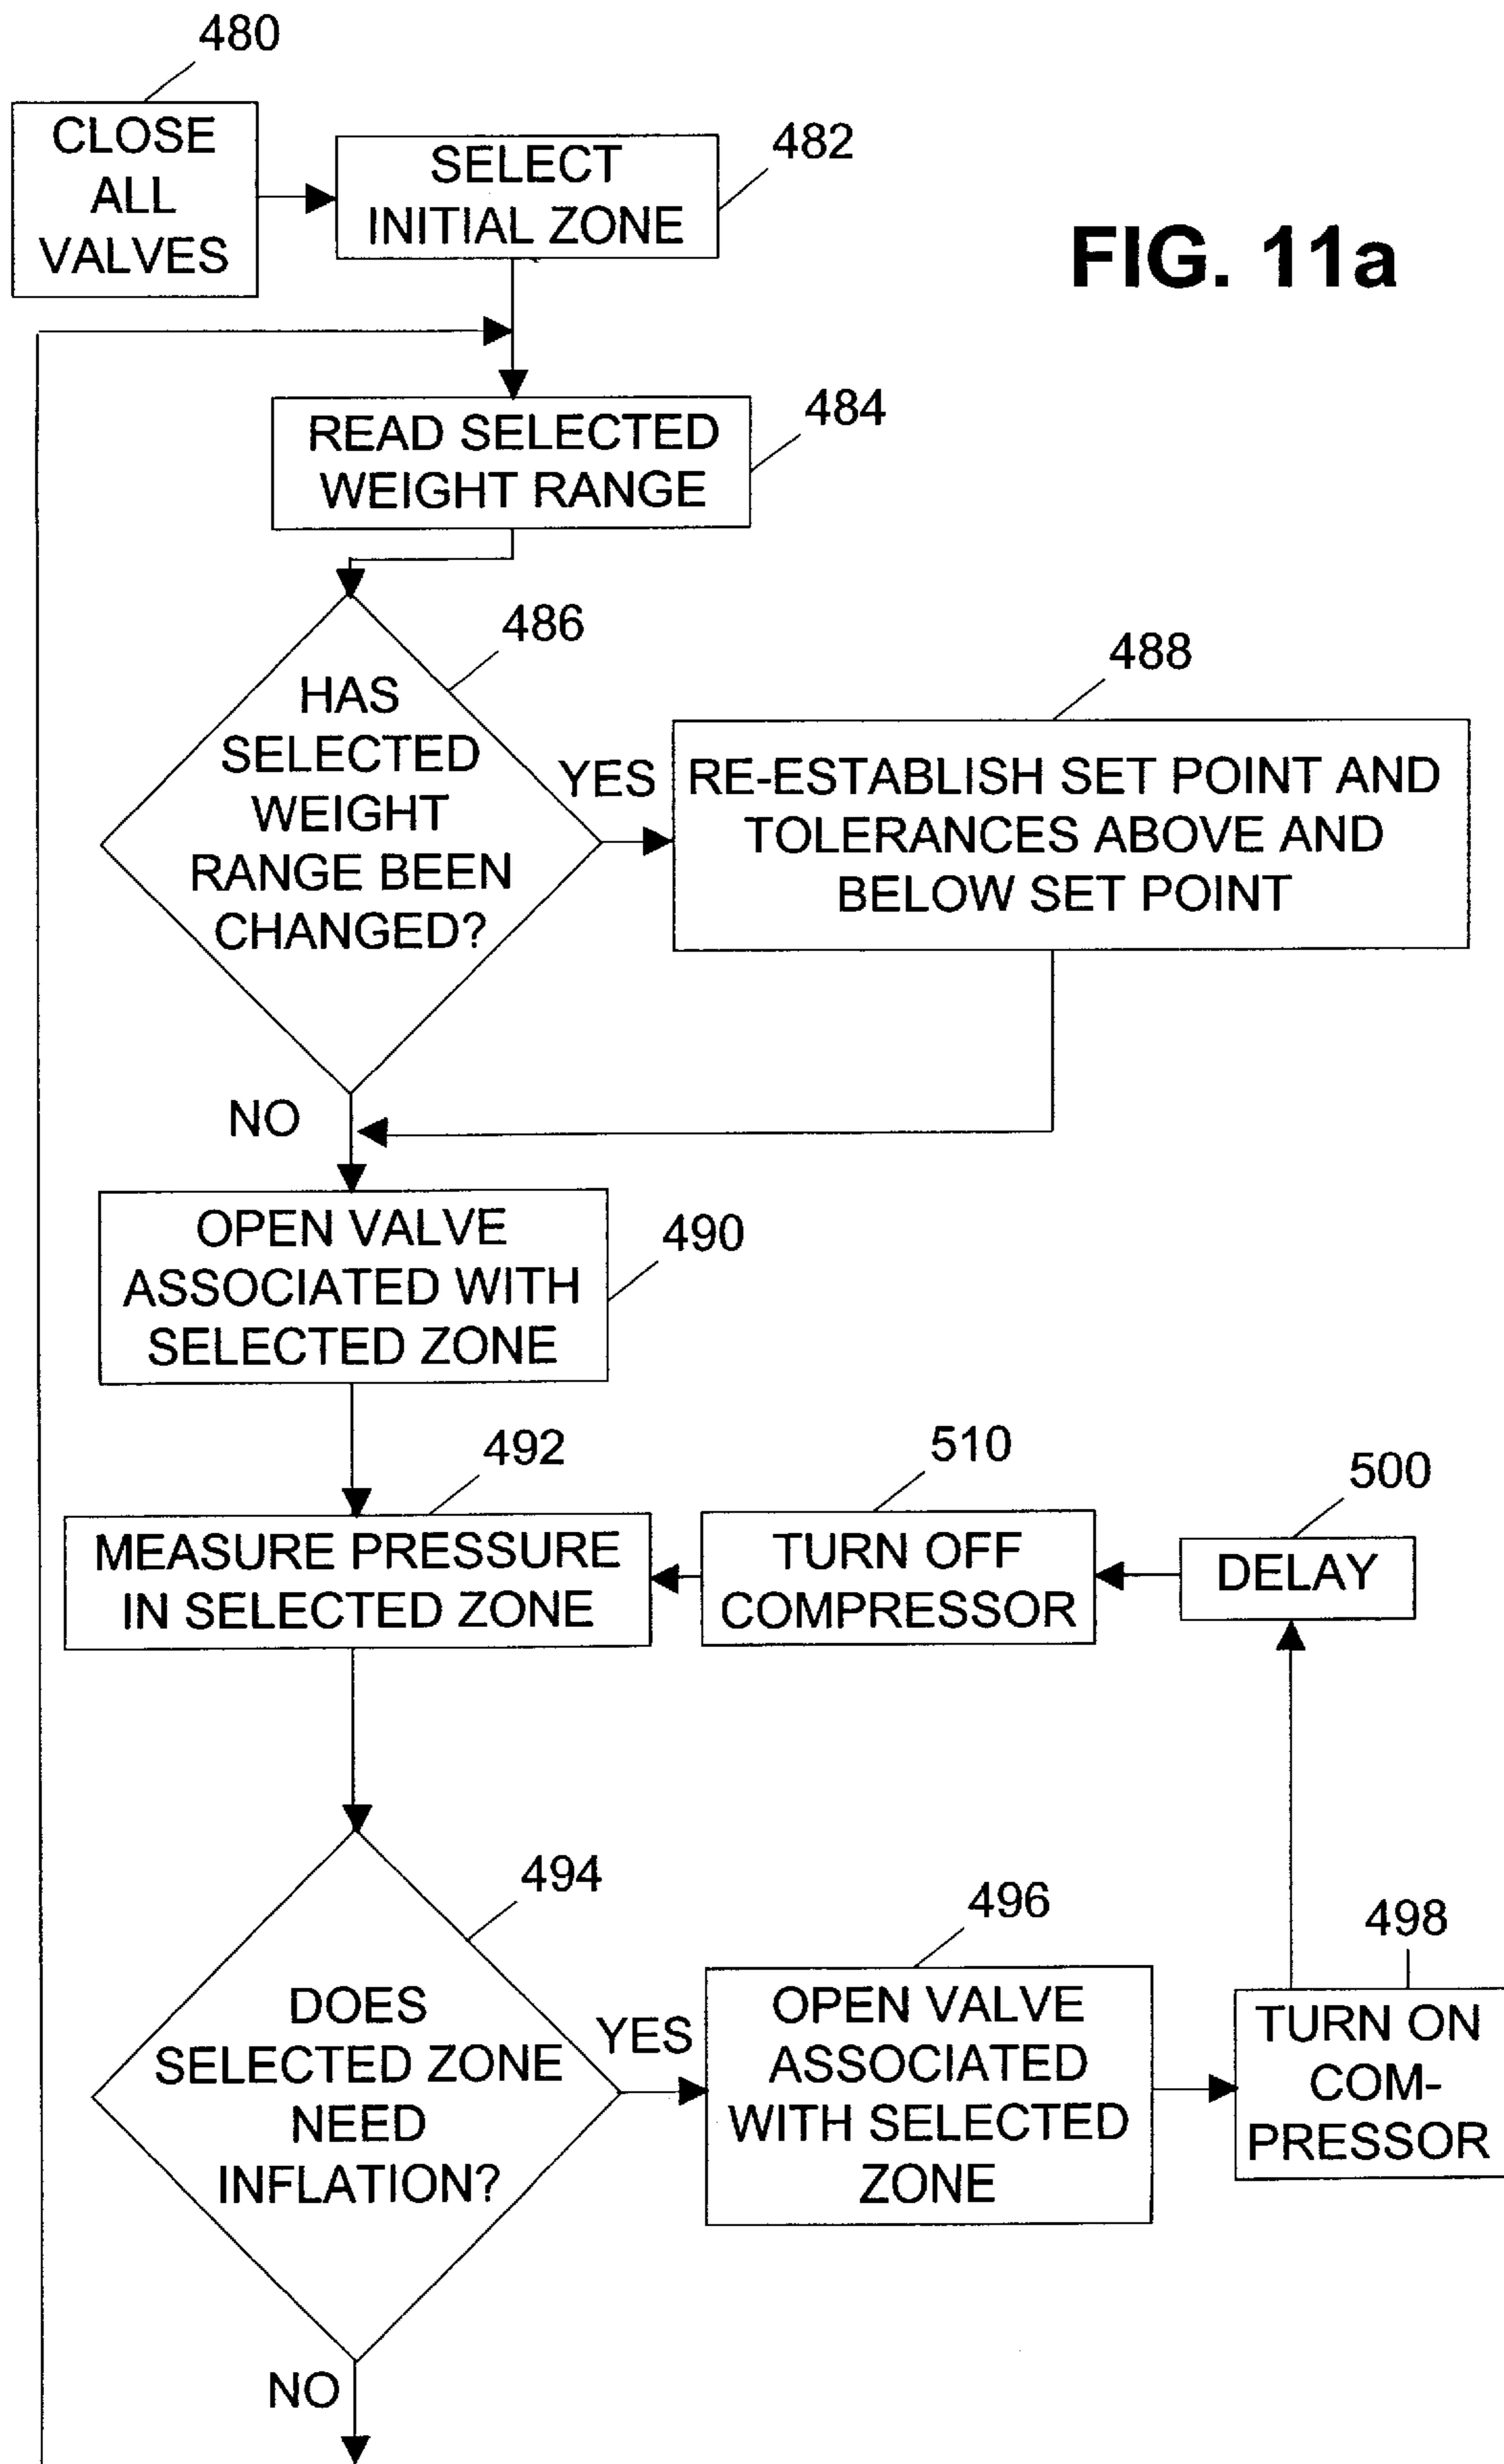 480
CLOSE
ALL
VALVES
482
SELECT
INITIAL ZONE
FIG. 11a
484
READ SELECTED
WEIGHT RANGE
486
HAS
SELECTED
WEIGHT
RANGE BEEN
CHANGED?
YES
488
RE-ESTABLISH SET POINT AND
TOLERANCES ABOVE AND
BELOW SET POINT
NO
490
OPEN VALVE
ASSOCIATED WITH
SELECTED ZONE
492
MEASURE PRESSURE
IN SELECTED ZONE
510
TURN OFF
COMPRESSOR
500
DELAY
494
DOES
SELECTED ZONE
NEED
INFLATION?
YES
496
OPEN VALVE
ASSOCIATED
WITH SELECTED
ZONE
498
TURN ON
COM-
PRESSOR
NO